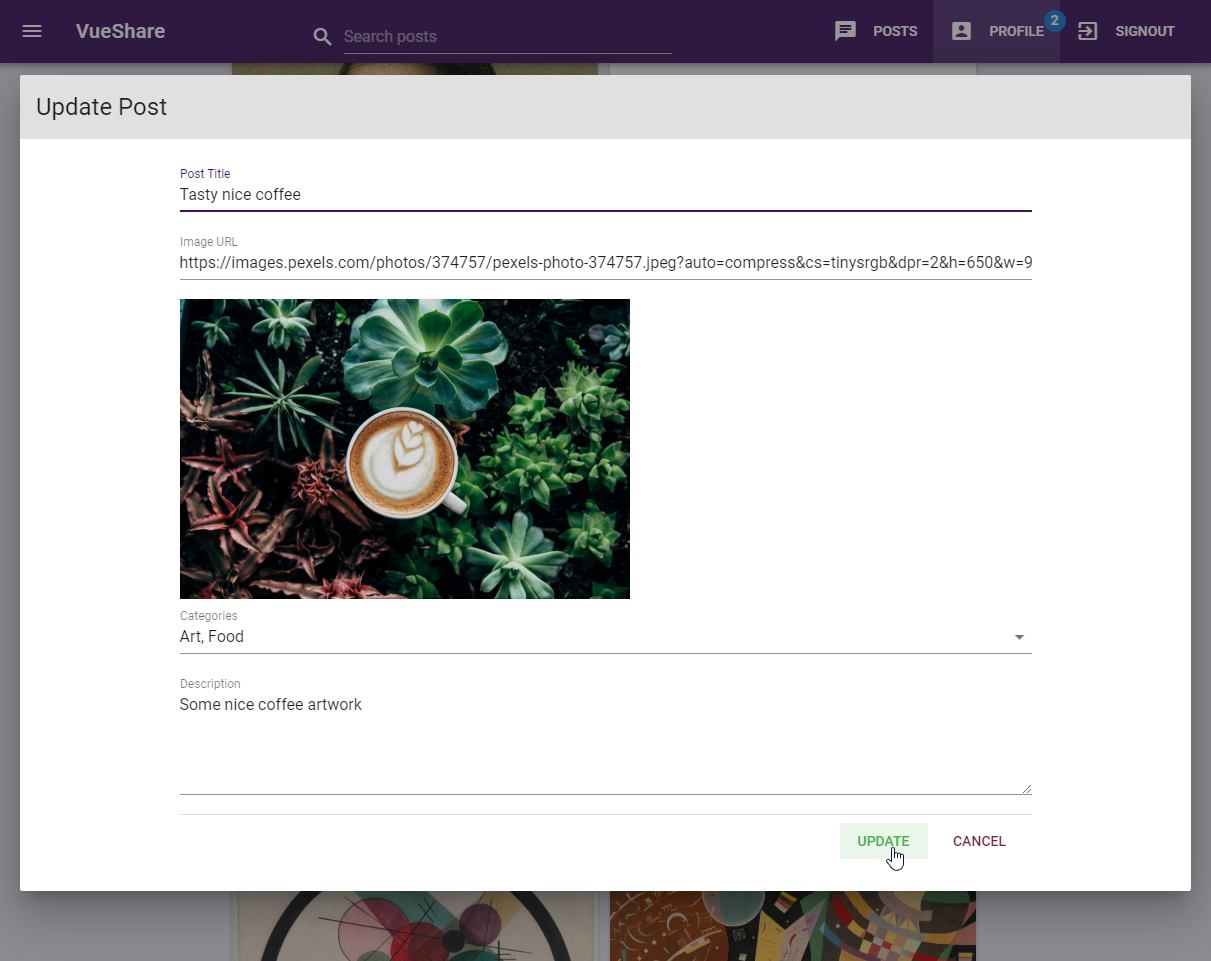 VueShare
Search posts
POSTS
PROFILE
2
SIGNOUT
Update Post
Post Title
Tasty nice coffee
Image URL
https://images.pexels.com/photos/374757/pexels-photo-374757.jpeg?auto=compress&cs=tinysrgb&dpr=2&h=650&w=9
Categories
Art, Food
Description
Some nice coffee artwork
UPDATE
CANCEL